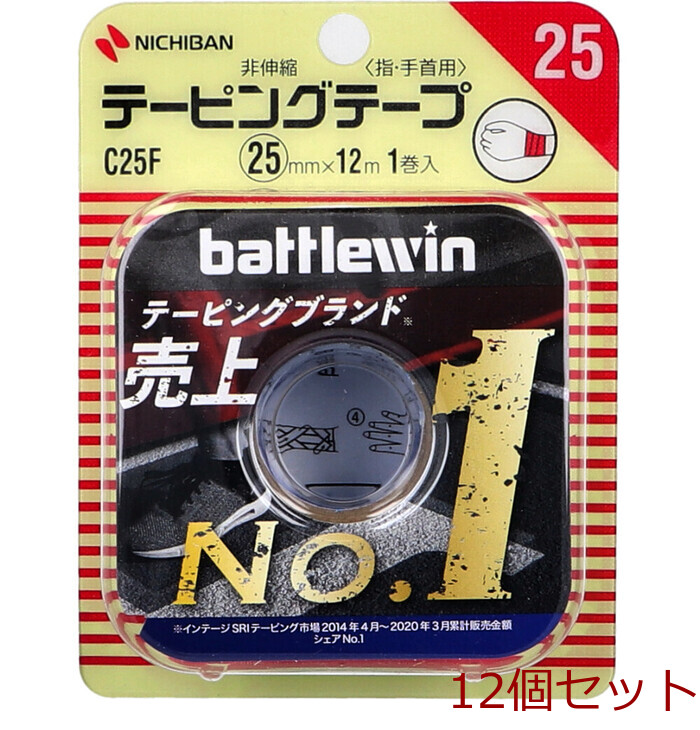 NICHIBAN
25
非伸縮 〈指・手首用〉
テーピングテープ
C25F 25mm×12m 1巻入
battlewin
テーピングブランド※
売上
No.1
④
※インテージSRIテーピング市場2014年4月～2020年3月累計販売金額
シェアNo.1
12個セット